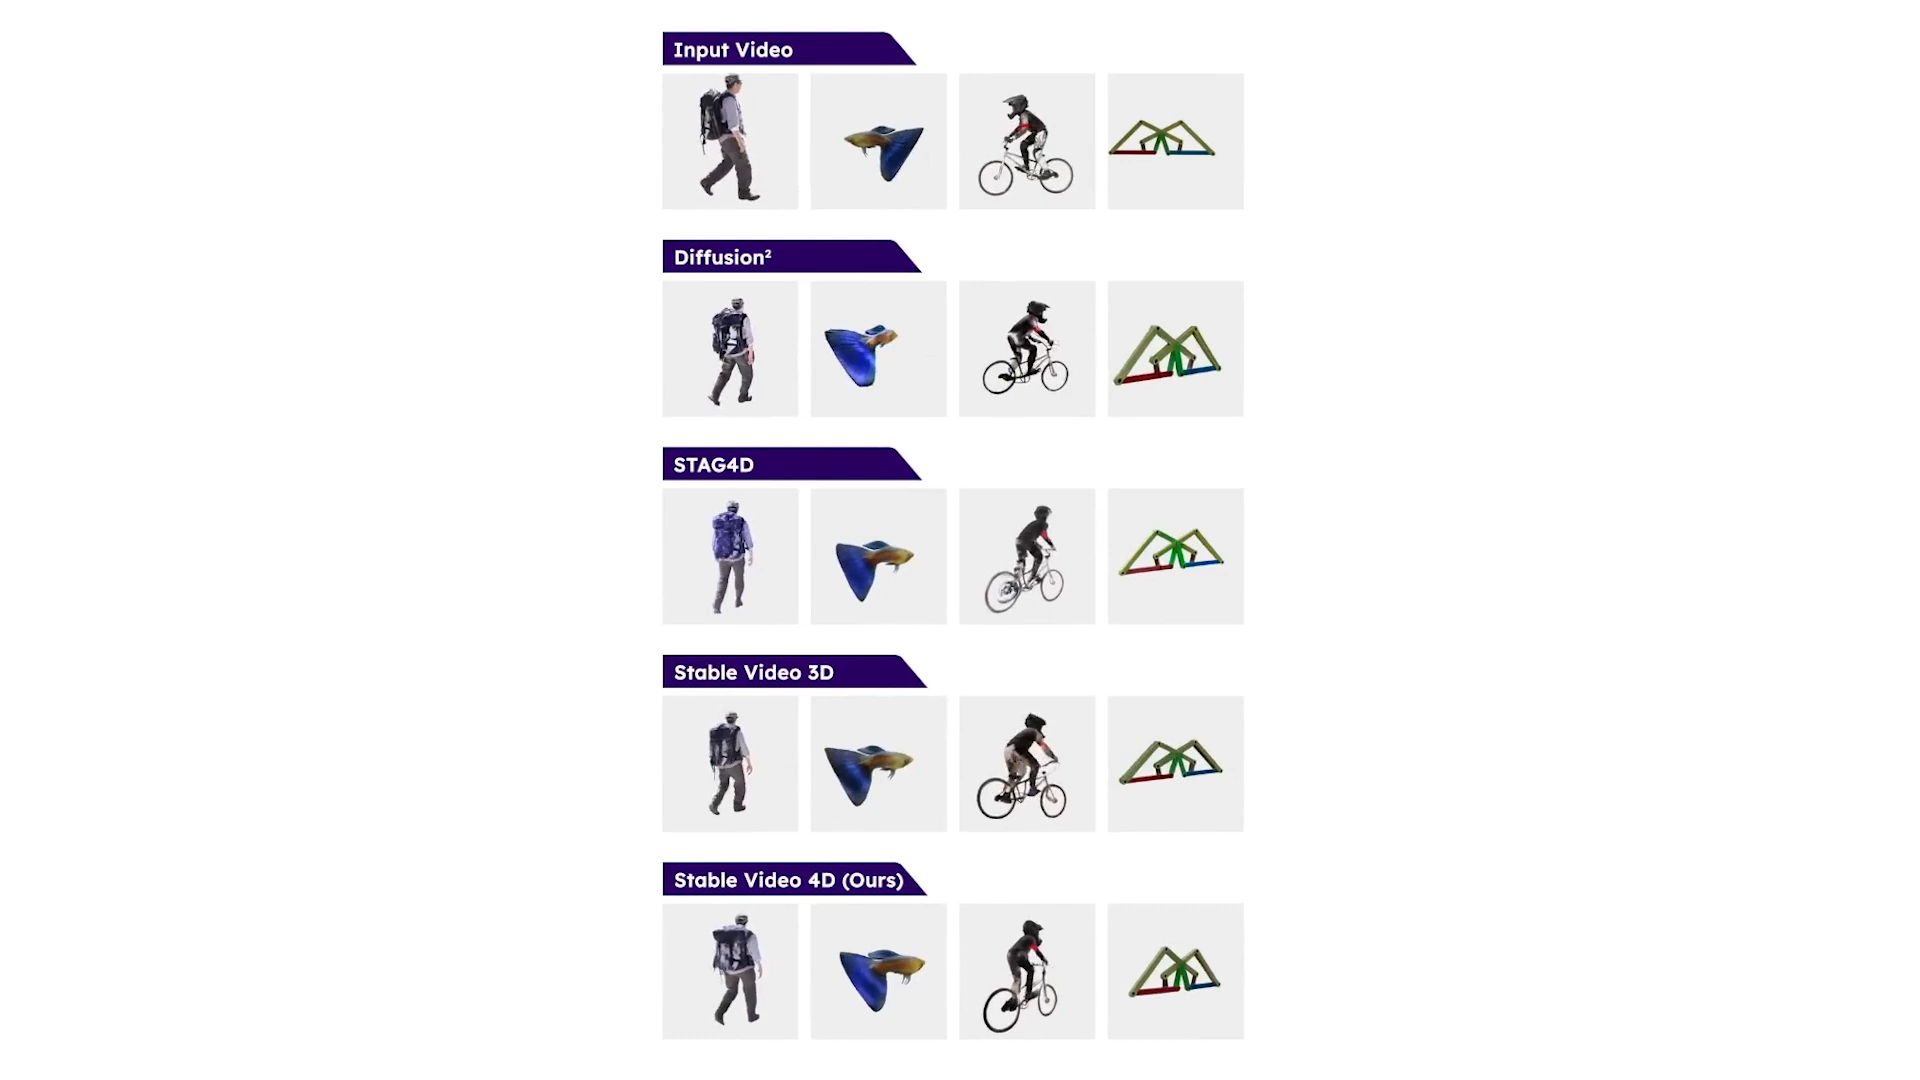 Input Video
Diffusion²
STAG4D
Stable Video 3D
Stable Video 4D (Ours)